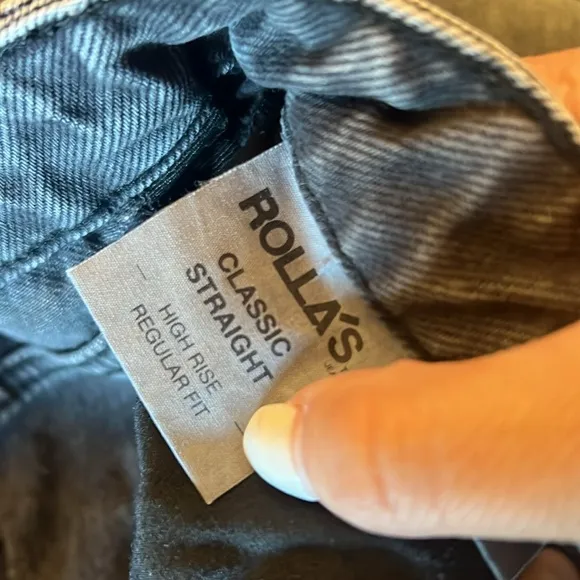 ROLLA'S
CLASSIC
STRAIGHT
HIGH RISE
REGULAR FIT